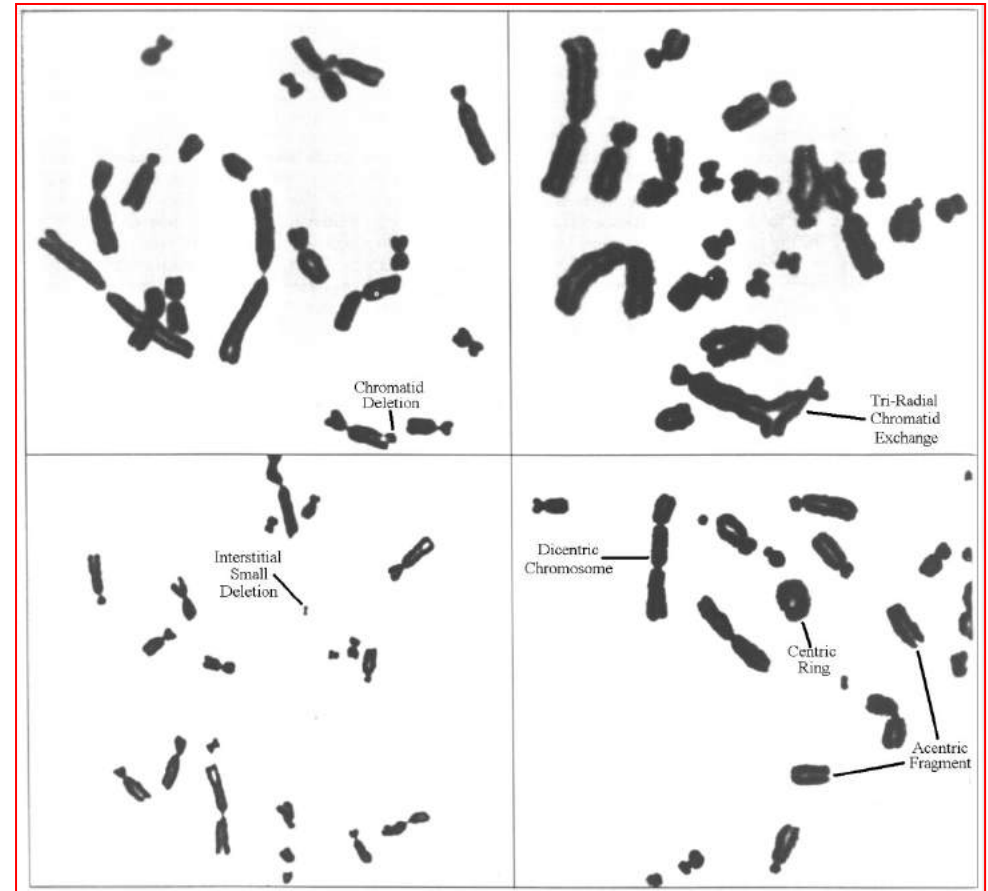 Chromatid
Deletion
Tri-Radial
Chromatid
Exchange
Interstitial
Small
Deletion
Dicentric
Chromosome
Centric
Ring
Acentric
Fragment